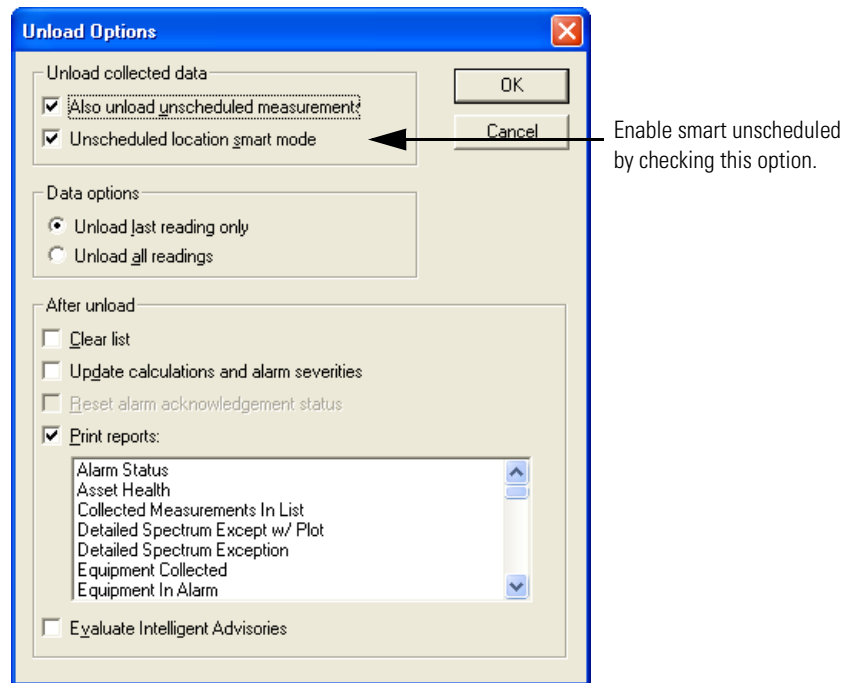 Unload Options
Unload collected data
Also unload unscheduled measurements
Unscheduled location smart mode
OK
Cancel
Enable smart unscheduled
by checking this option.
Data options
Unload last reading only
Unload all readings
After unload
Clear list
Update calculations and alarm severities
Reset alarm acknowledgement status
Print reports:
Alarm Status
Asset Health
Collected Measurements In List
Detailed Spectrum Except w/ Plot
Detailed Spectrum Exception
Equipment Collected
Equipment In Alarm
Evaluate Intelligent Advisories